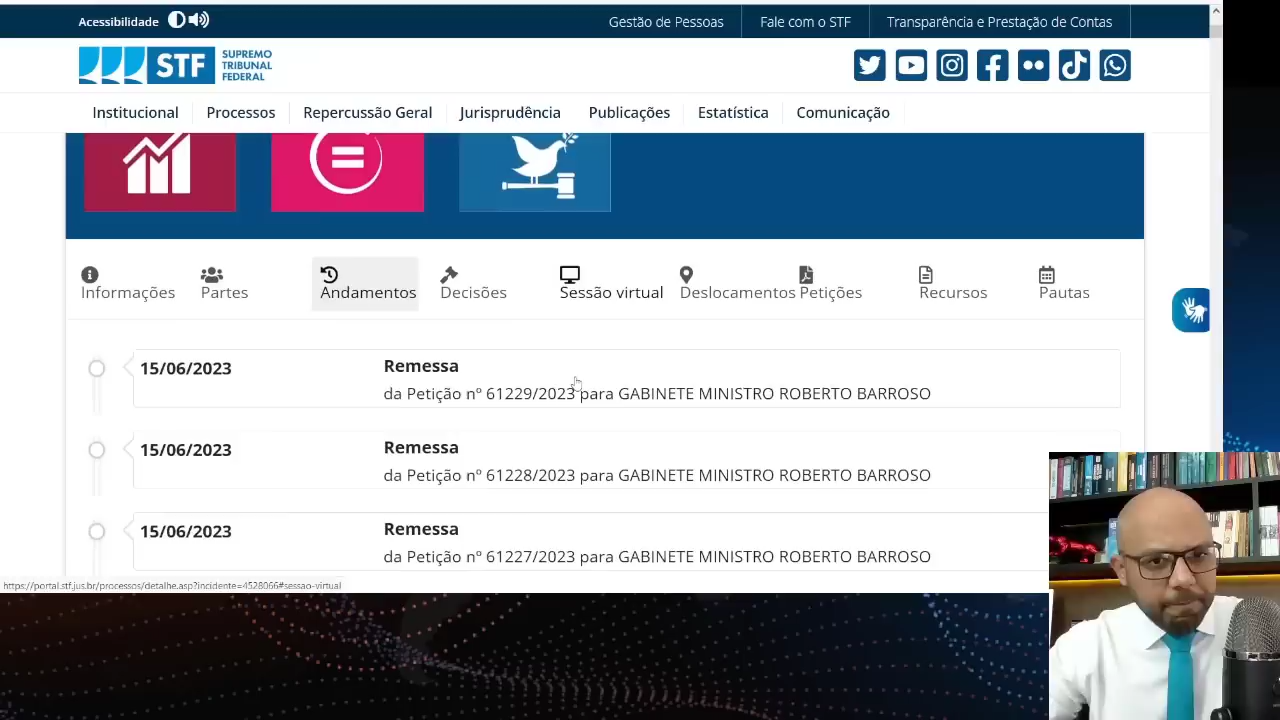 Acessibilidade
Gestão de Pessoas
Fale com o STF
Transparência e Prestação de Contas
STF
SUPREMO
TRIBUNAL
FEDERAL
Institucional
Processos
Repercussão Geral
Jurisprudência
Publicações
Estatística
Comunicação
Informações
Partes
Andamentos
Decisões
Sessão virtual
Deslocamentos
Petições
Recursos
Pautas
15/06/2023
Remessa
da Petição nº 61229/2023 para GABINETE MINISTRO ROBERTO BARROSO
15/06/2023
Remessa
da Petição nº 61228/2023 para GABINETE MINISTRO ROBERTO BARROSO
15/06/2023
Remessa
da Petição nº 61227/2023 para GABINETE MINISTRO ROBERTO BARROSO
https://portal.stf.jus.br/processos/detalhe.asp?incidente=4528066#sessao-virtual